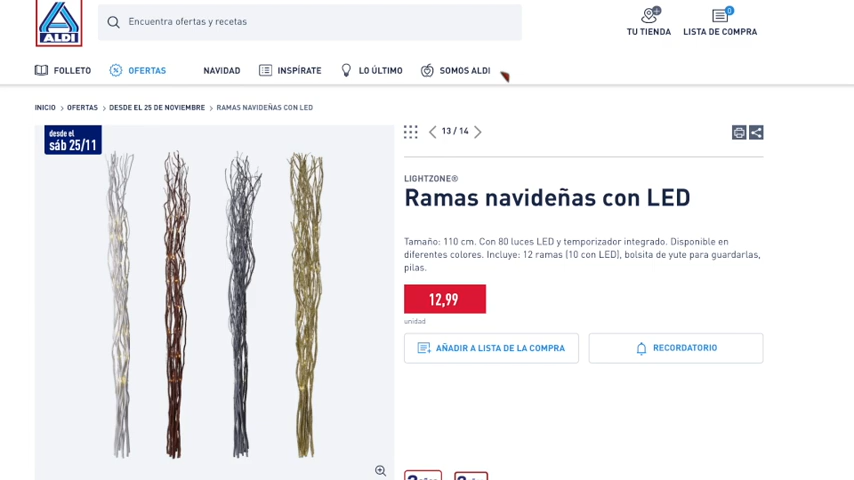 ALDI
Encuentra ofertas y recetas
TU TIENDA
0
LISTA DE COMPRA
FOLLETO
OFERTAS
NAVIDAD
INSPÍRATE
LO ÚLTIMO
SOMOS ALDI
INICIO > OFERTAS > DESDE EL 25 DE NOVIEMBRE > RAMAS NAVIDEÑAS CON LED
desde el
sáb 25/11
13 / 14
LIGHTZONE®
Ramas navideñas con LED
Tamaño: 110 cm. Con 80 luces LED y temporizador integrado. Disponible en
diferentes colores. Incluye: 12 ramas (10 con LED), bolsita de yute para guardarlas,
pilas.
12,99
unidad
AÑADIR A LISTA DE LA COMPRA
RECORDATORIO